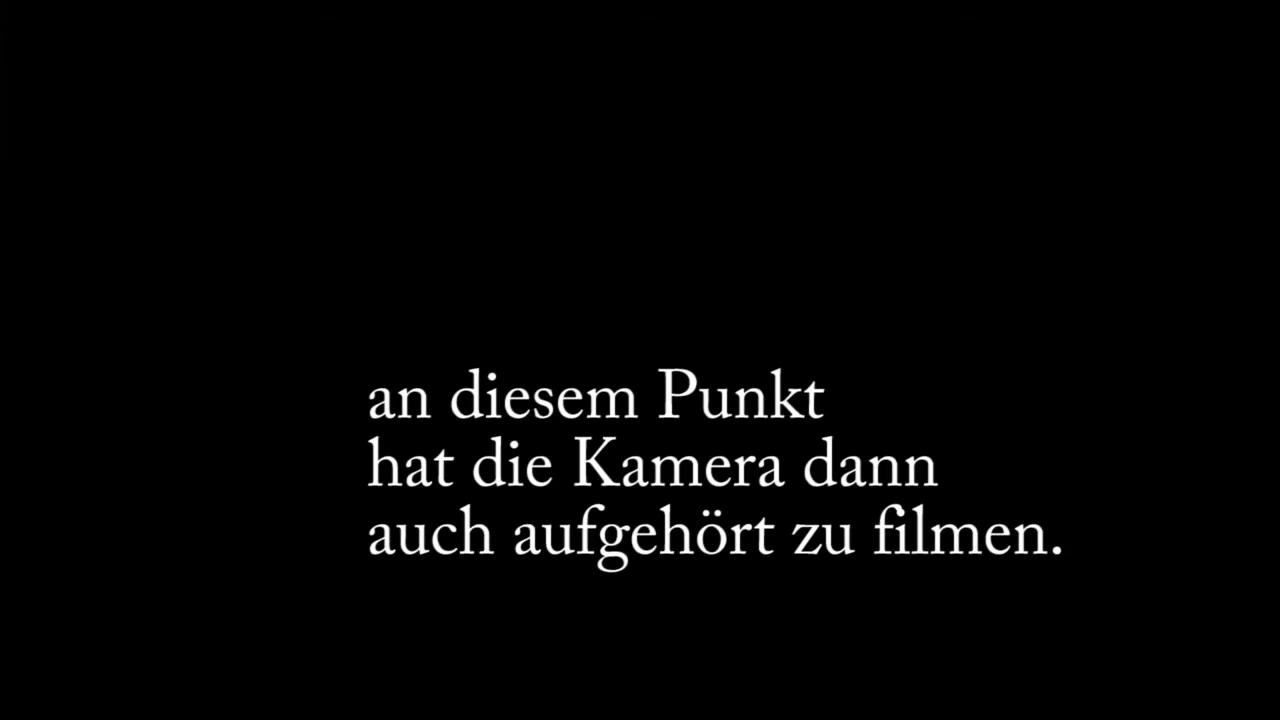 an diesem Punkt
hat die Kamera dann
auch aufgehört zu filmen.